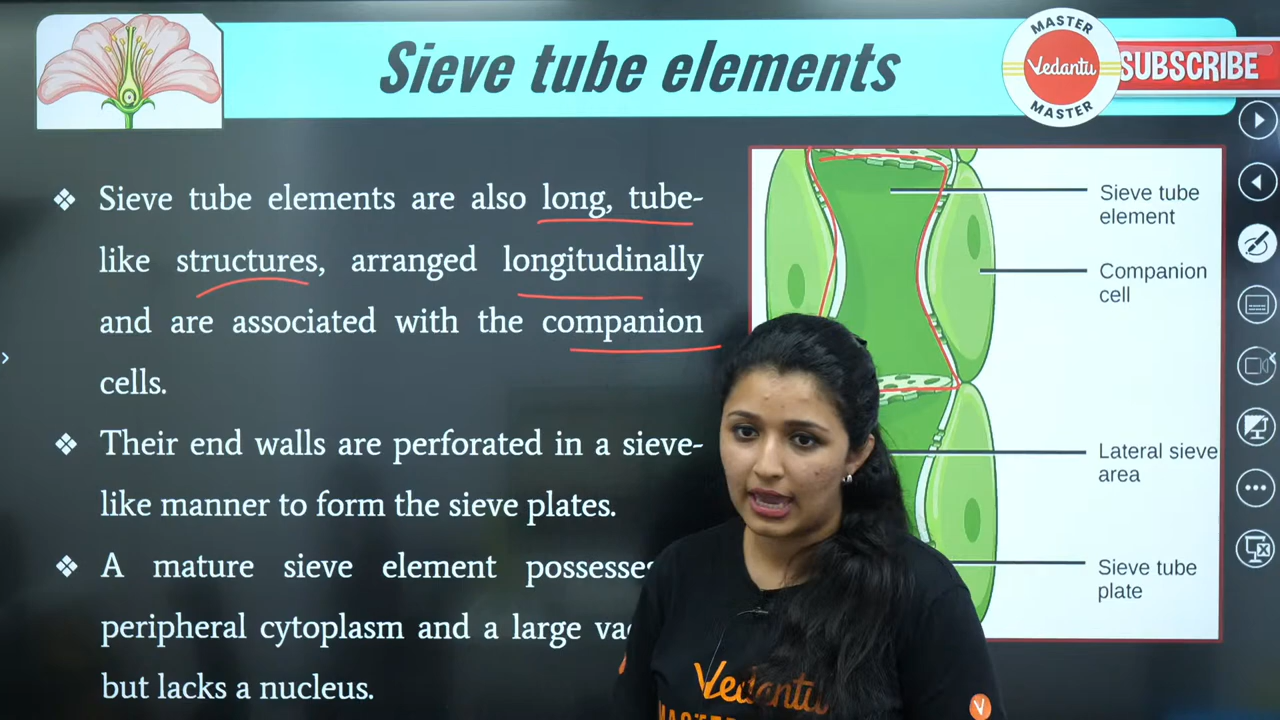 Sieve tube elements
MASTER
Vedantu
MASTER
SUBSCRIBE
Sieve tube elements are also long, tube-
like structures, arranged longitudinally
and are associated with the companion
cells.
Their end walls are perforated in a sieve-
like manner to form the sieve plates.
A mature sieve element possesses
peripheral cytoplasm and a large
but lacks a nucleus.
Sieve tube
element
Companion
cell
Lateral sieve
area
Sieve tube
plate
Vedantu
V